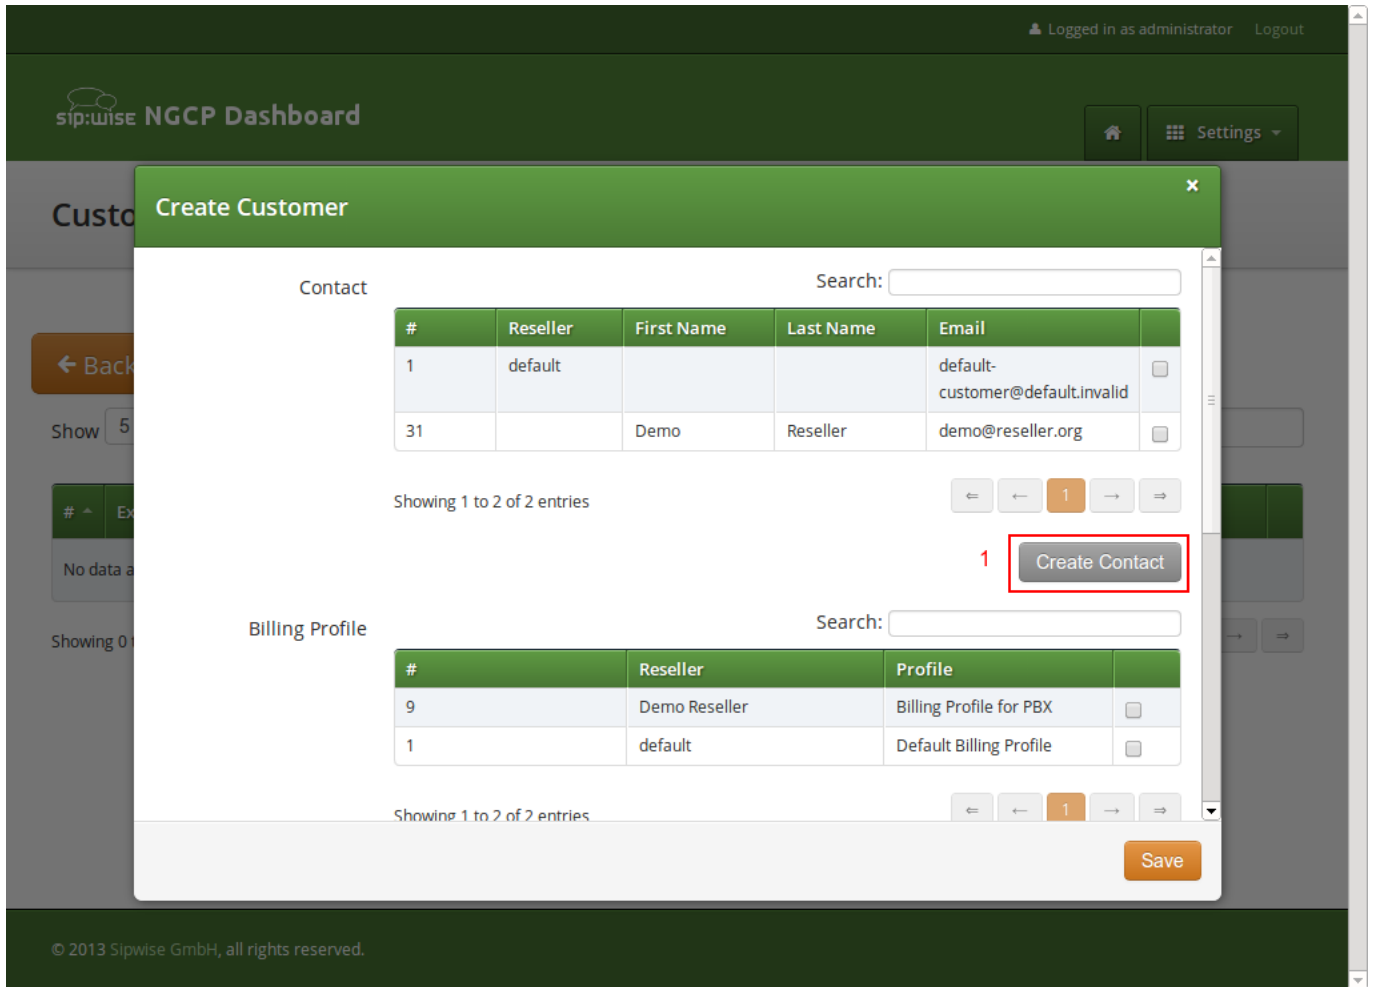 Logged in as administrator Logout
sip:wise NGCP Dashboard
Settings
Custo
Create Customer
×
Contact
Search:
# Reseller First Name Last Name Email
1 default default-
customer@default.invalid
31 Demo Reseller demo@reseller.org
Showing 1 to 2 of 2 entries
⇐ ← 1 → ⇒
1 Create Contact
Billing Profile
Search:
# Reseller Profile
9 Demo Reseller Billing Profile for PBX
1 default Default Billing Profile
Showing 1 to 2 of 2 entries
⇐ ← 1 → ⇒
Save
← Back
Show 5
# Ex
No data a
Showing 0 t
→ ⇒
© 2013 Sipwise GmbH, all rights reserved.